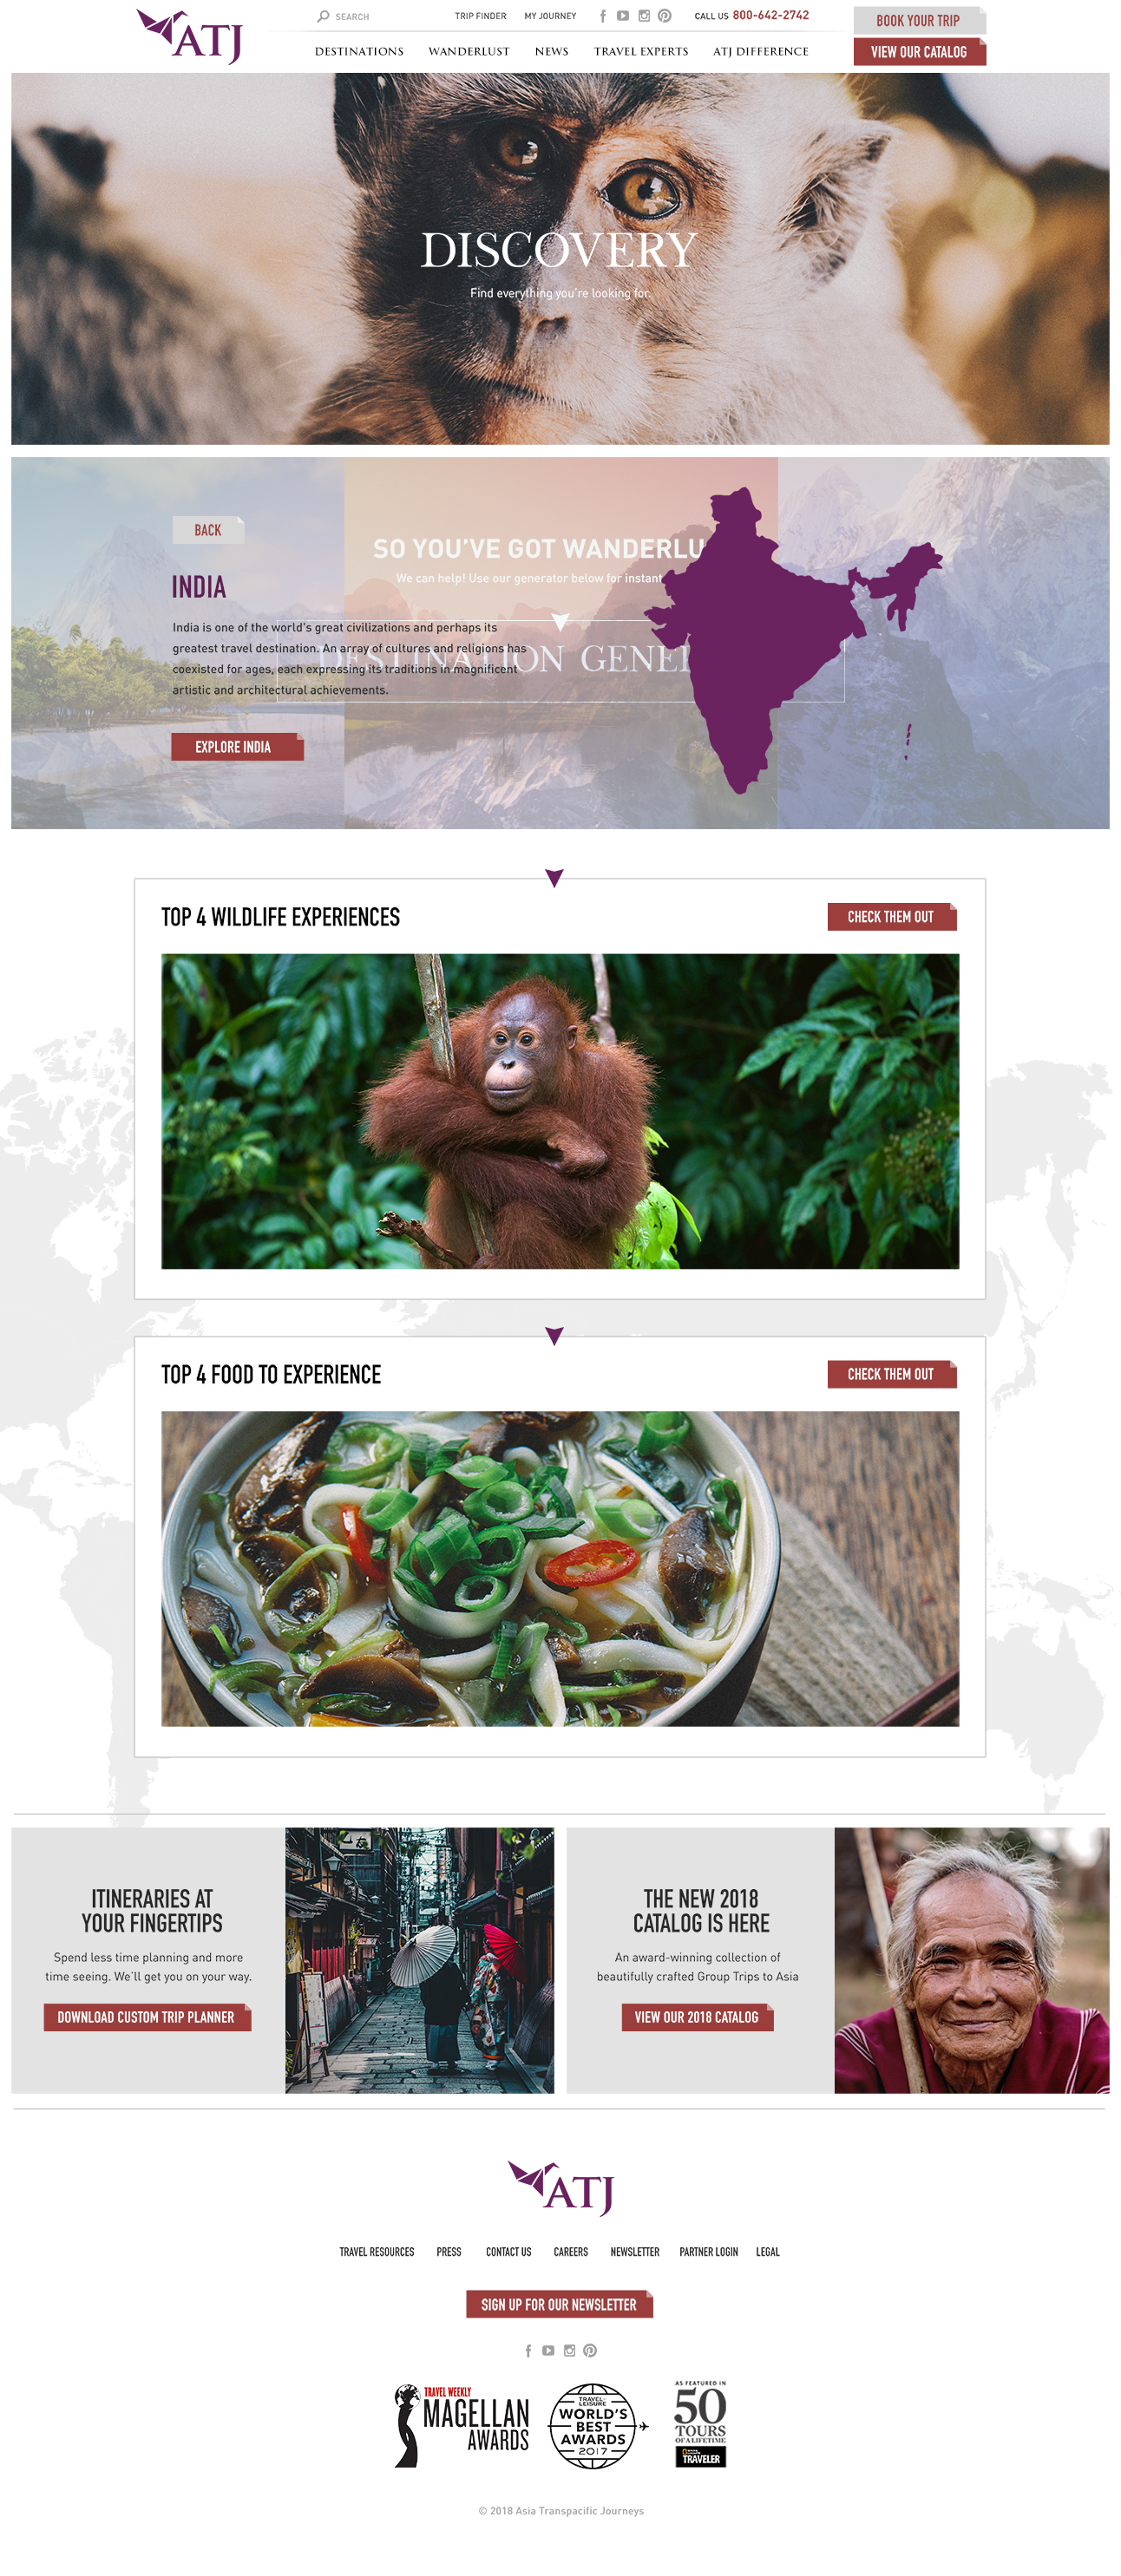 ATJ
SEARCH
TRIP FINDER
MY JOURNEY
CALL US 800-642-2742
BOOK YOUR TRIP
DESTINATIONS
WANDERLUST
NEWS
TRAVEL EXPERTS
ATJ DIFFERENCE
VIEW OUR CATALOG
DISCOVERY
Find everything you're looking for.
BACK
SO YOU'VE GOT WANDERLU
We can help! Use our generator below for instant
INDIA
India is one of the world's great civilizations and perhaps its
greatest travel destination. An array of cultures and religions has
coexisted for ages, each expressing its traditions in magnificent
artistic and architectural achievements.
EXPLORE INDIA
TOP 4 WILDLIFE EXPERIENCES
CHECK THEM OUT
TOP 4 FOOD TO EXPERIENCE
CHECK THEM OUT
ITINERARIES AT
YOUR FINGERTIPS
Spend less time planning and more
time seeing. We'll get you on your way.
DOWNLOAD CUSTOM TRIP PLANNER
THE NEW 2018
CATALOG IS HERE
An award-winning collection of
beautifully crafted Group Trips to Asia
VIEW OUR 2018 CATALOG
ATJ
TRAVEL RESOURCES
PRESS
CONTACT US
CAREERS
NEWSLETTER
PARTNER LOGIN
LEGAL
SIGN UP FOR OUR NEWSLETTER
TRAVEL WEEKLY
MAGELLAN
AWARDS
TRAVEL+
LEISURE
WORLD'S
BEST
AWARDS
2017
AS FEATURED IN
50
TOURS
OF A LIFETIME
TRAVELER
© 2018 Asia Transpacific Journeys